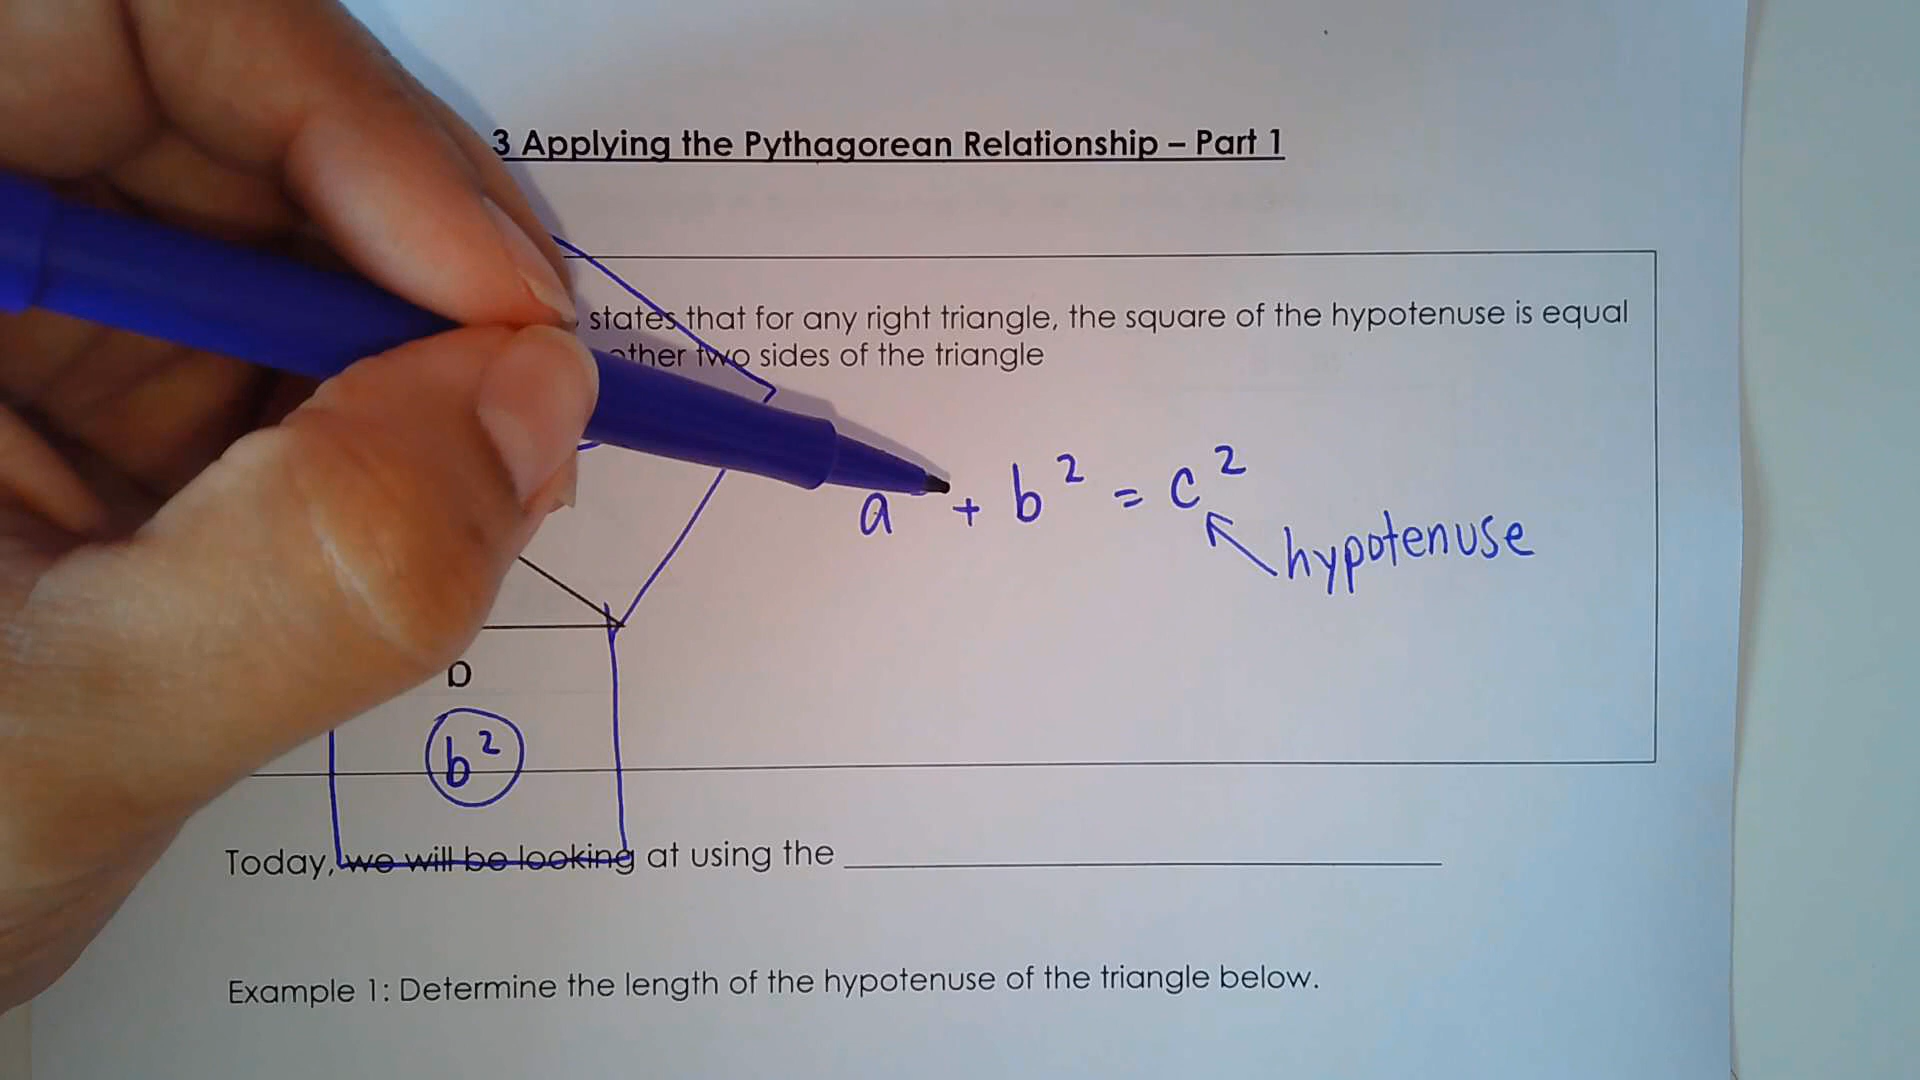 3 Applying the Pythagorean Relationship – Part 1
states that for any right triangle, the square of the hypotenuse is equal
other two sides of the triangle
a + b² = c²
hypotenuse
b
b²
Today, we will be looking at using the
Example 1: Determine the length of the hypotenuse of the triangle below.